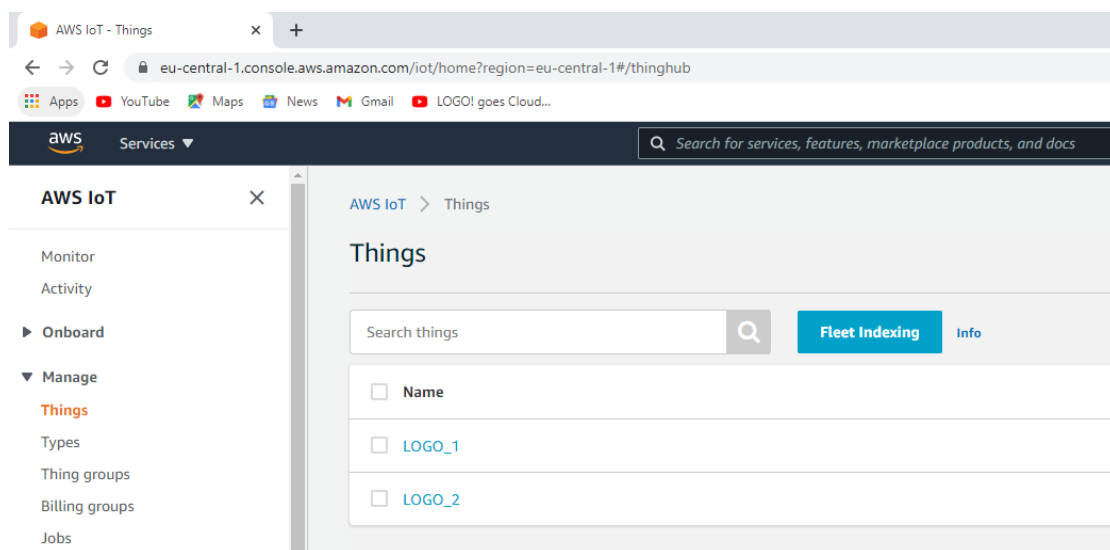 AWS IoT - Things
eu-central-1.console.aws.amazon.com/iot/home?region=eu-central-1#/thinghub
Apps YouTube Maps News Gmail LOGO! goes Cloud...
aws Services Search for services, features, marketplace products, and docs
AWS IoT
Monitor
Activity
Onboard
Manage
Things
Types
Thing groups
Billing groups
Jobs
AWS IoT > Things
Things
Search things Fleet Indexing Info
Name
LOGO_1
LOGO_2